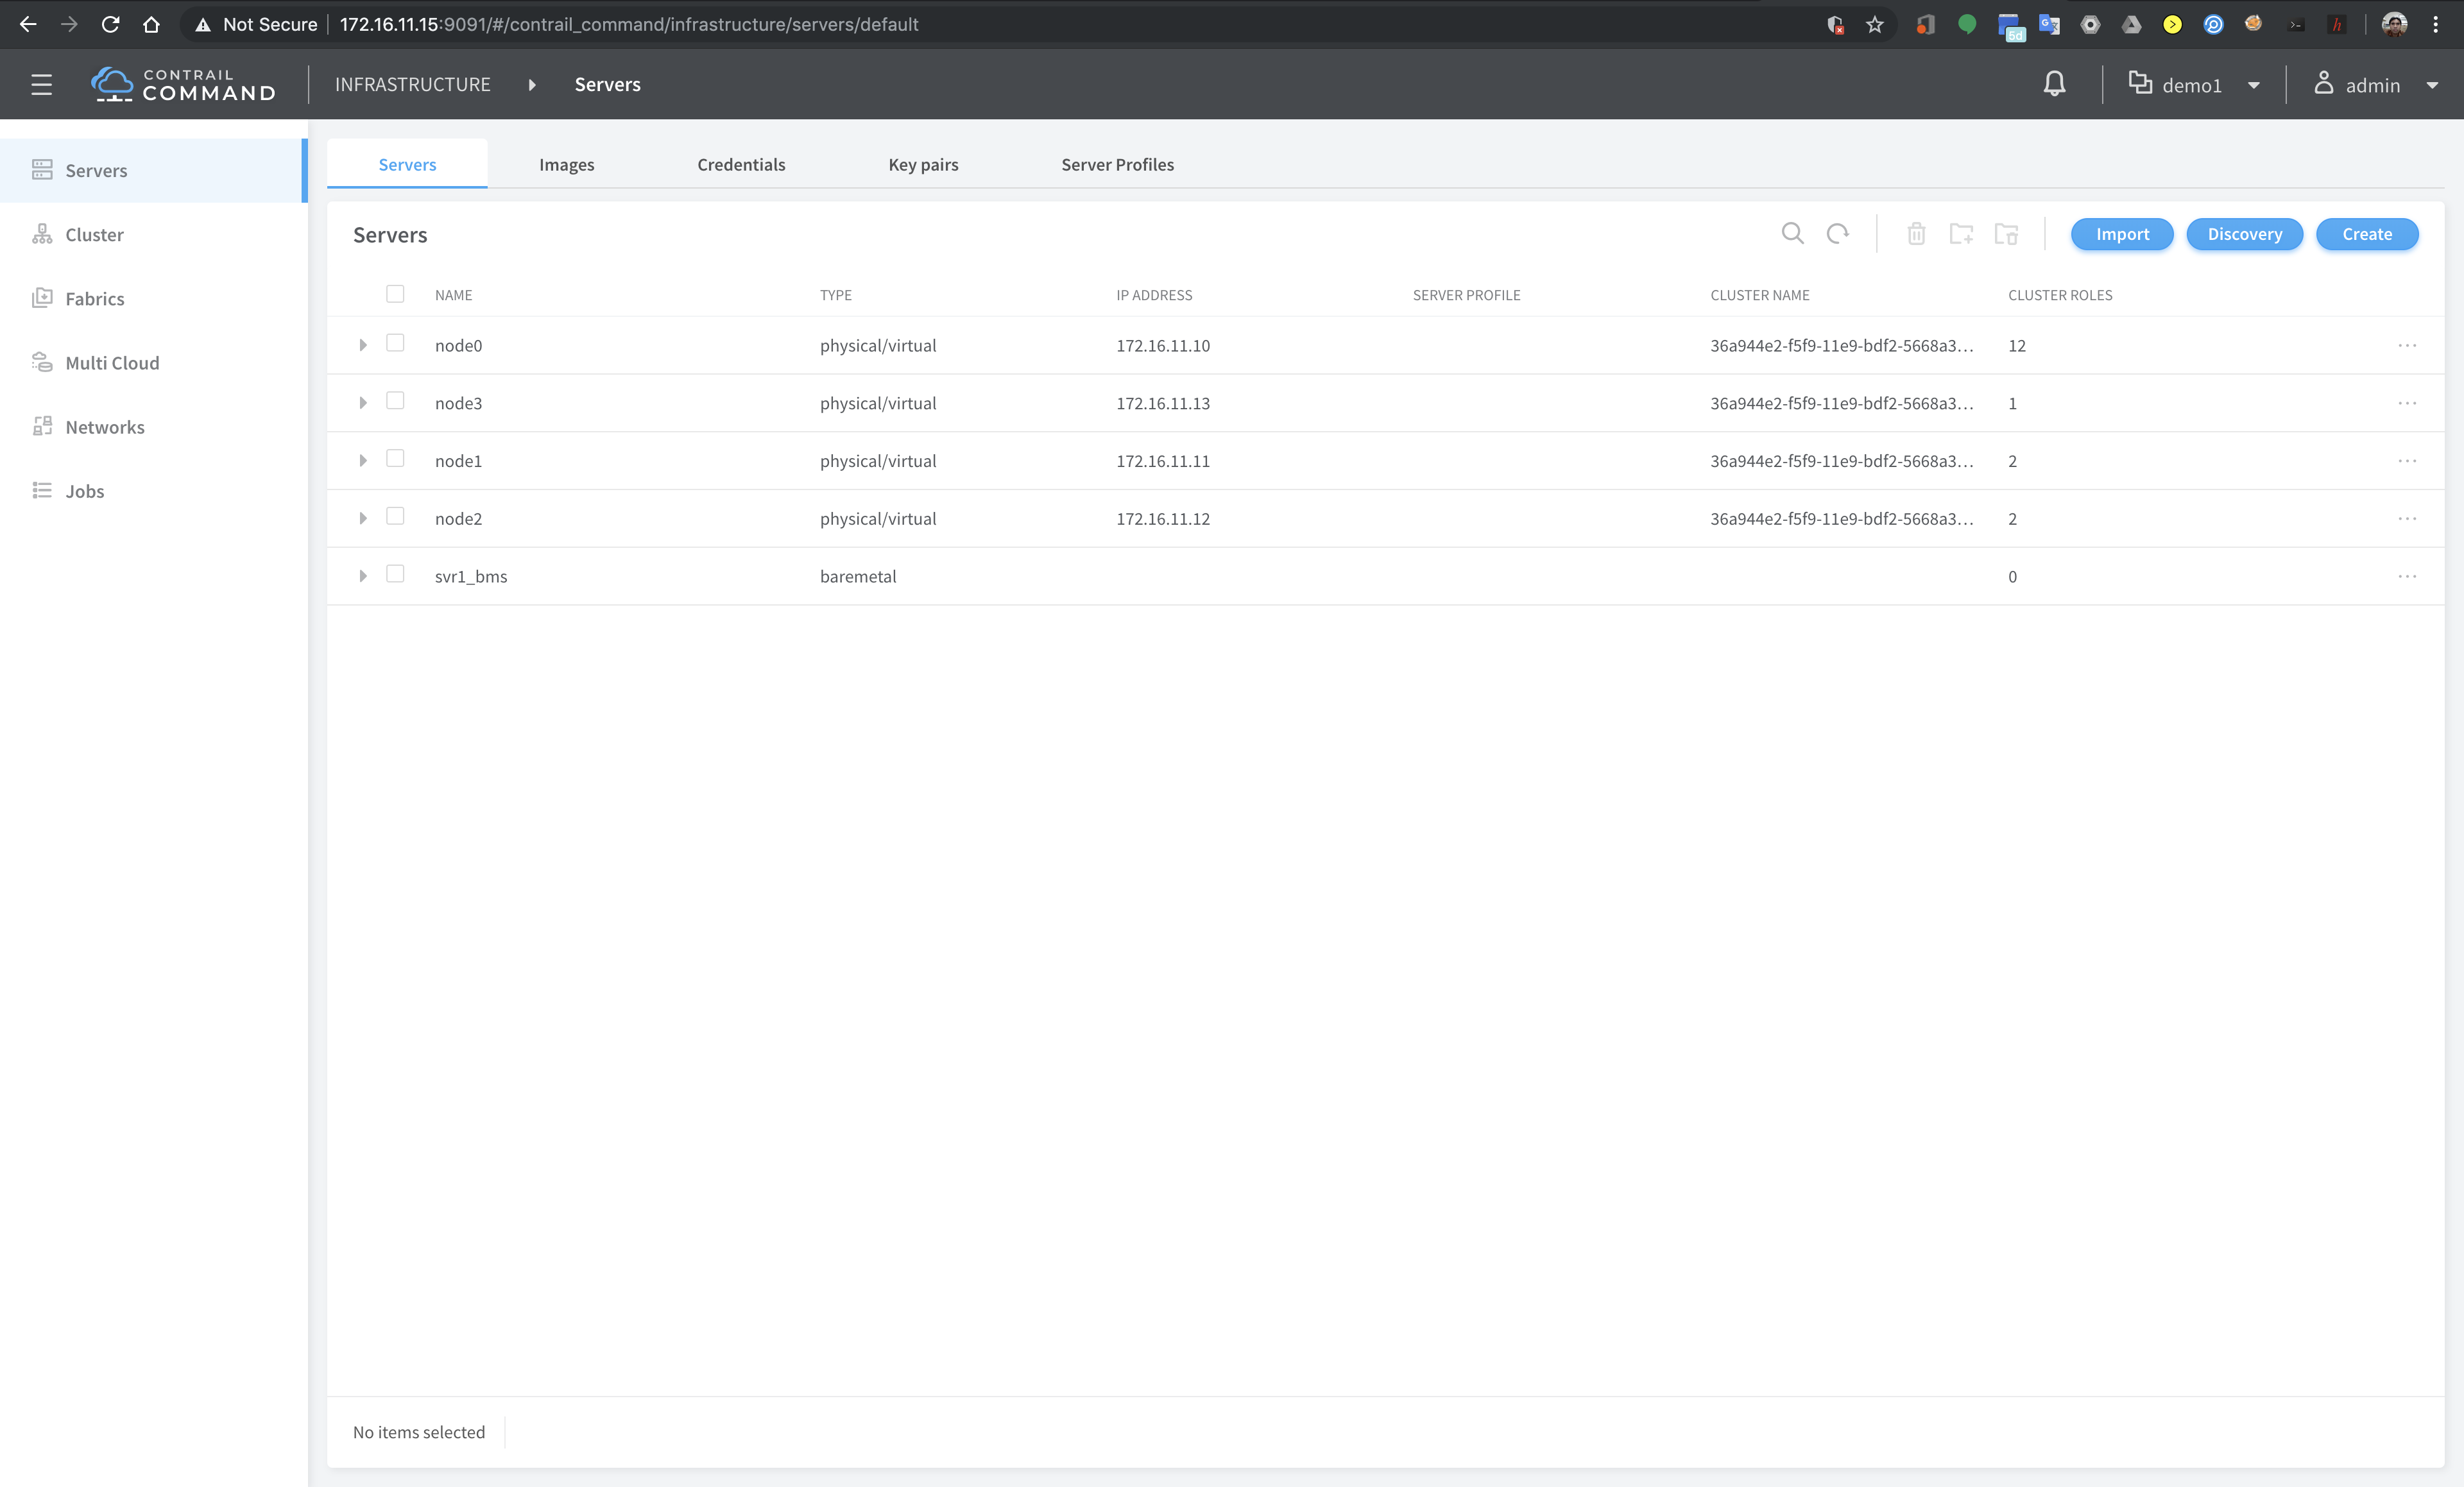 Not Secure 172.16.11.15:9091/#/contrail_command/infrastructure/servers/default
5d
h
CONTRAIL
COMMAND
INFRASTRUCTURE Servers
demo1
admin
Servers
Cluster
Fabrics
Multi Cloud
Networks
Jobs
Servers Images Credentials Key pairs Server Profiles
Servers
Import Discovery Create
NAME TYPE IP ADDRESS SERVER PROFILE CLUSTER NAME CLUSTER ROLES
node0 physical/virtual 172.16.11.10 36a944e2-f5f9-11e9-bdf2-5668a3... 12
node3 physical/virtual 172.16.11.13 36a944e2-f5f9-11e9-bdf2-5668a3... 1
node1 physical/virtual 172.16.11.11 36a944e2-f5f9-11e9-bdf2-5668a3... 2
node2 physical/virtual 172.16.11.12 36a944e2-f5f9-11e9-bdf2-5668a3... 2
svr1_bms baremetal 0
No items selected